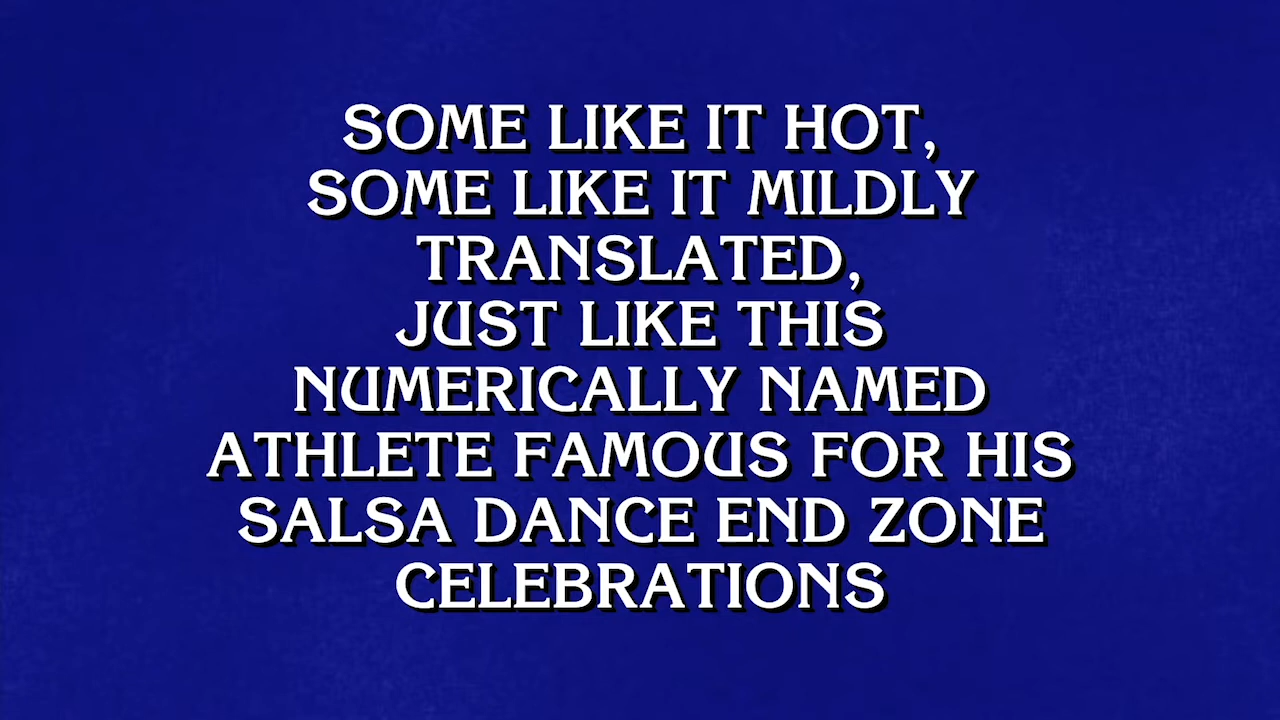 SOME LIKE IT HOT,
SOME LIKE IT MILDLY
TRANSLATED,
JUST LIKE THIS
NUMERICALLY NAMED
ATHLETE FAMOUS FOR HIS
SALSA DANCE END ZONE
CELEBRATIONS